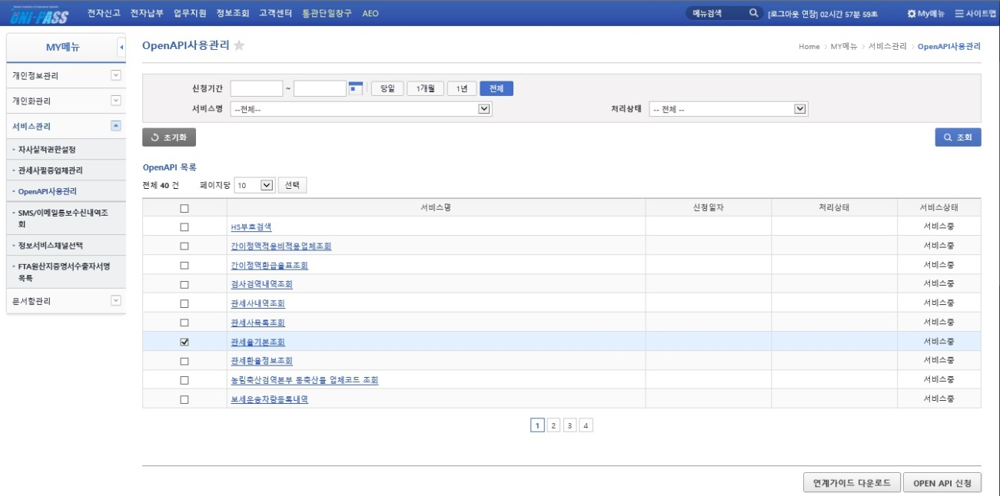 UNI-PASS 전자신고 전자납부 업무지원 정보조회 고객센터 통관단일창구 AEO 메뉴검색 [로그아웃 연장] 02시간 57분 59초 My메뉴 사이트맵
MY메뉴
개인정보관리
개인화관리
서비스관리
- 자사실적권한설정
- 관세사필증업체관리
- OpenAPI사용관리
- SMS/이메일통보수신내역조
회
- 정보서비스채널선택
- FTA원산지증명서수출자서명
목록
문서함관리
OpenAPI사용관리
Home > MY메뉴 > 서비스관리 > OpenAPI사용관리
신청기간 ~ 당일 1개월 1년 전체
서비스명 --전체-- 처리상태 -- 전체 --
초기화 조회
OpenAPI 목록
전체 40 건 페이지당 10 선택
서비스명 신청일자 처리상태 서비스상태
HS부호검색 서비스중
간이정액적용비적용업체조회 서비스중
간이정액환급율표조회 서비스중
검사검역내역조회 서비스중
관세사내역조회 서비스중
관세사목록조회 서비스중
관세율기본조회 서비스중
관세환율정보조회 서비스중
농림축산검역본부 동축산물 업체코드 조회 서비스중
보세운송차량등록내역 서비스중
1 2 3 4
연계가이드 다운로드 OPEN API 신청